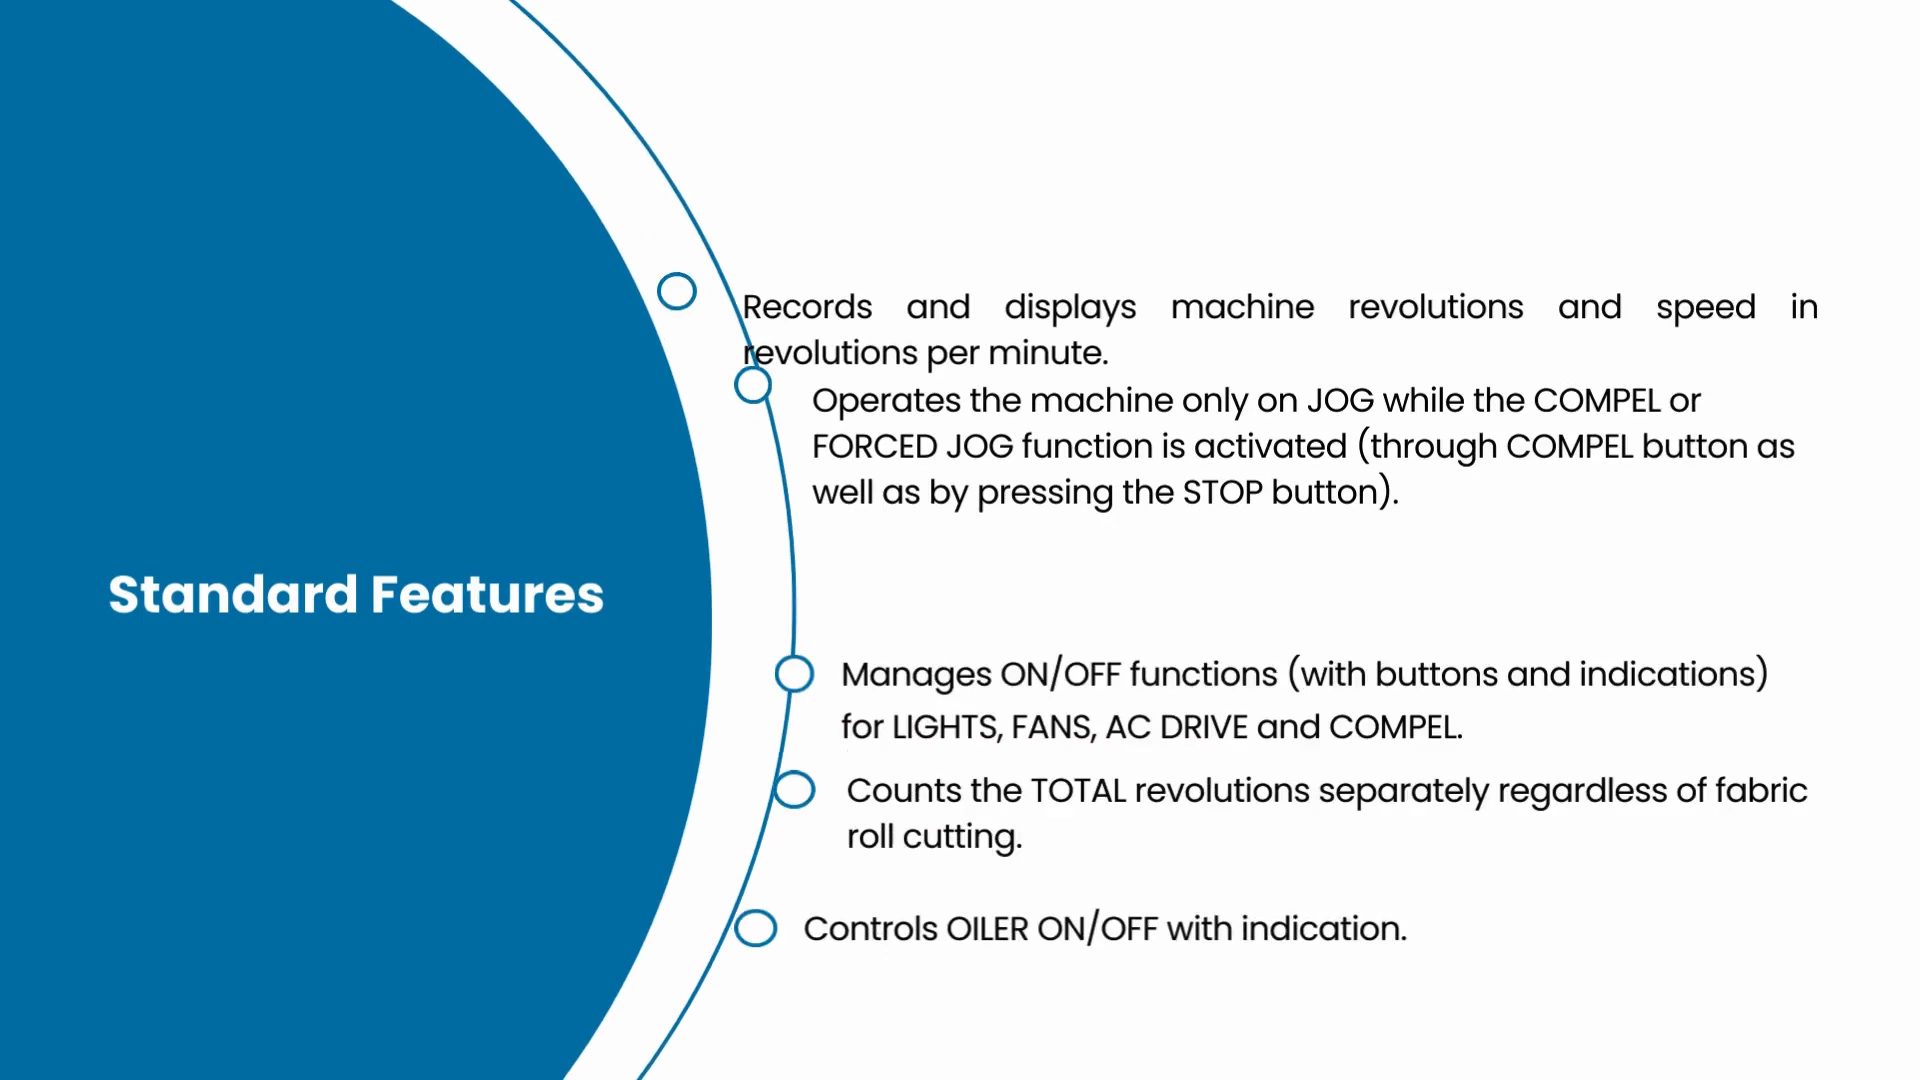 Standard Features
Records and displays machine revolutions and speed in
revolutions per minute.
Operates the machine only on JOG while the COMPEL or
FORCED JOG function is activated (through COMPEL button as
well as by pressing the STOP button).
Manages ON/OFF functions (with buttons and indications)
for LIGHTS, FANS, AC DRIVE and COMPEL.
Counts the TOTAL revolutions separately regardless of fabric
roll cutting.
Controls OILER ON/OFF with indication.